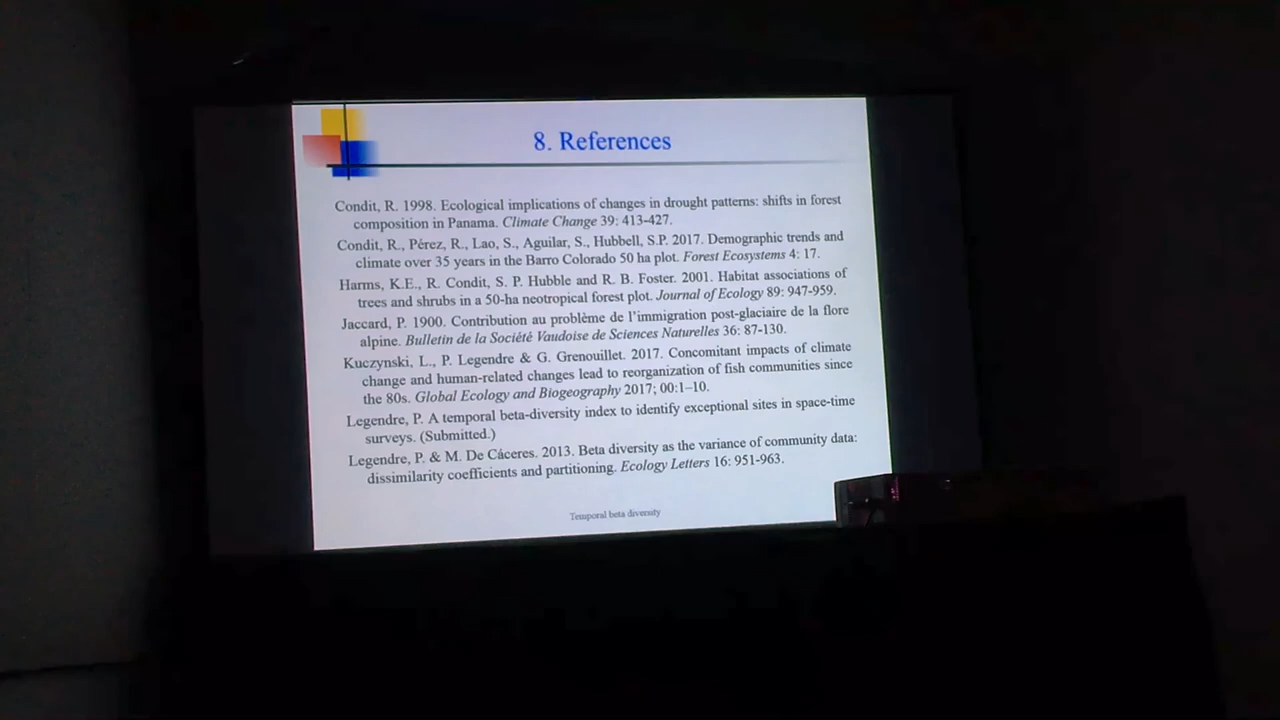 8. References
Condit, R. 1998. Ecological implications of changes in drought patterns: shifts in forest
composition in Panama. Climate Change 39: 413-427.
Condit, R., Pérez, R., Lao, S., Aguilar, S., Hubbell, S.P. 2017. Demographic trends and
climate over 35 years in the Barro Colorado 50 ha plot. Forest Ecosystems 4: 17.
Harms, K.E., R. Condit, S. P. Hubble and R. B. Foster. 2001. Habitat associations of
trees and shrubs in a 50-ha neotropical forest plot. Journal of Ecology 89: 947-959.
Jaccard, P. 1900. Contribution au problème de l'immigration post-glaciaire de la flore
alpine. Bulletin de la Société Vaudoise de Sciences Naturelles 36: 87-130.
Kuczynski, L., P. Legendre & G. Grenouillet. 2017. Concomitant impacts of climate
change and human-related changes lead to reorganization of fish communities since
the 80s. Global Ecology and Biogeography 2017; 00:1–10.
Legendre, P. A temporal beta-diversity index to identify exceptional sites in space-time
surveys. (Submitted.)
Legendre, P. & M. De Cáceres. 2013. Beta diversity as the variance of community data:
dissimilarity coefficients and partitioning. Ecology Letters 16: 951-963.
Temporal beta diversity